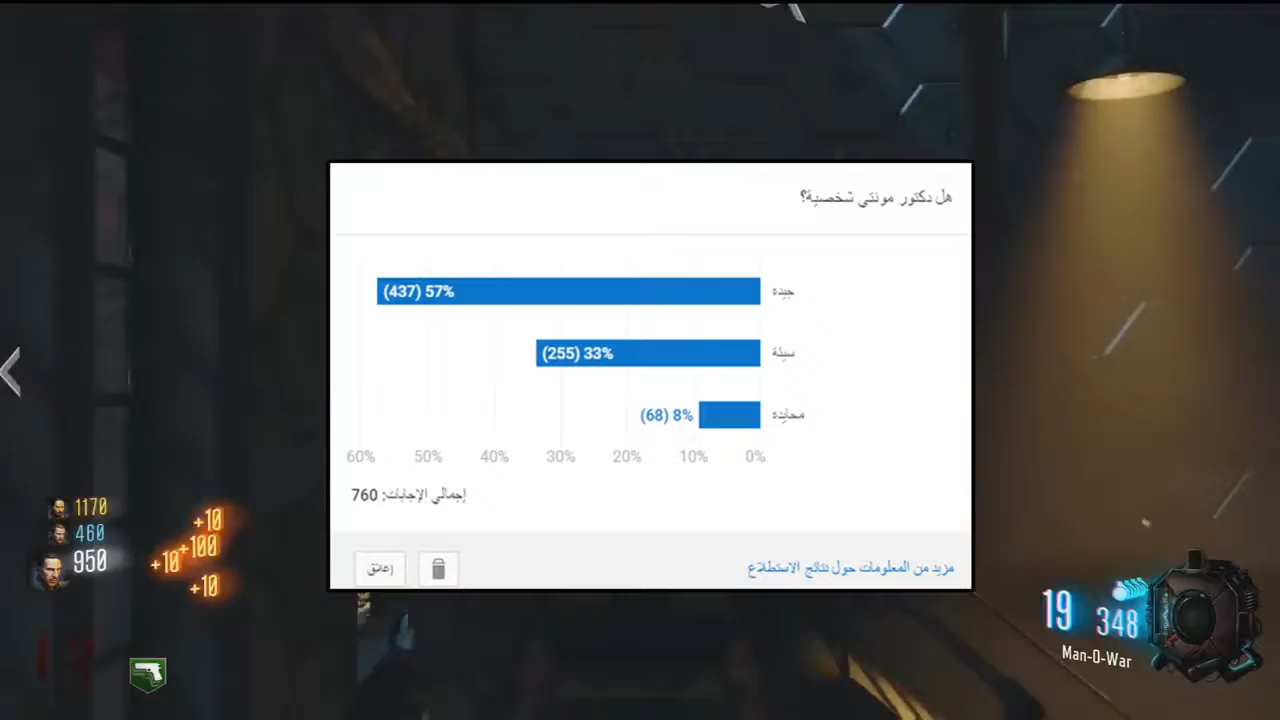 هل دكتور مونتي شخصية؟
جيدة
(437) 57%
سيئة
(255) 33%
محايدة
(68) 8%
60% 50% 40% 30% 20% 10% 0%
إجمالي الإجابات: 760
مزيد من المعلومات حول نتائج الاستطلاع
إغلاق
1170
460
950
+10
+100
+10
+10
19 348
Man-O-War